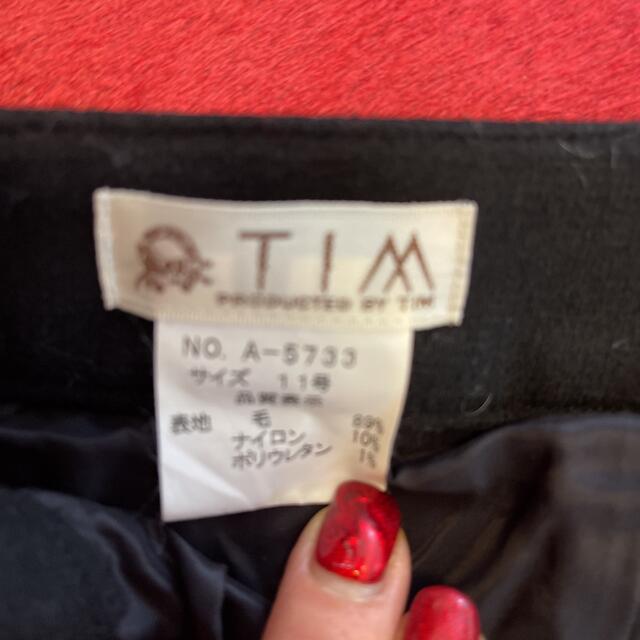 TIM
PRODUCTED BY TIM
NO. A-5733
サイズ 11号
品質表示
表地 毛 89%
ナイロン 10%
ポリウレタン 1%